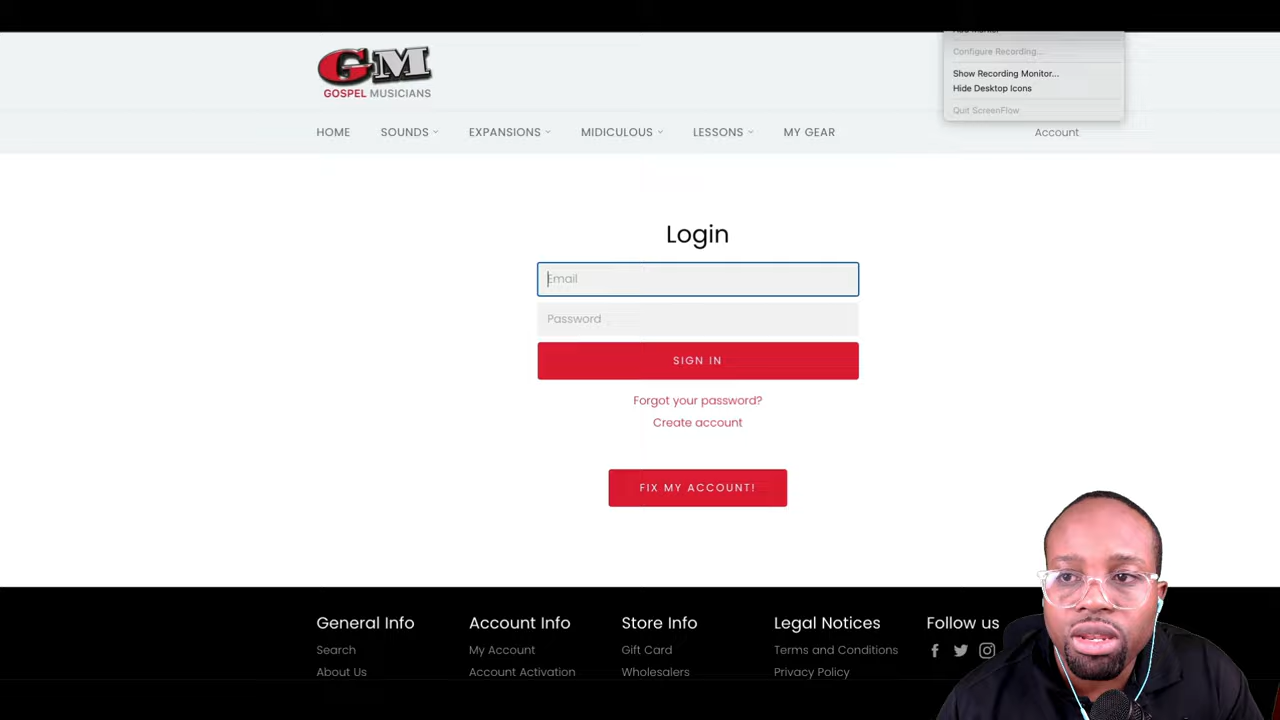 Configure Recording...
Show Recording Monitor...
Hide Desktop Icons
Quit ScreenFlow
GM
GOSPEL MUSICIANS
HOME
SOUNDS
EXPANSIONS
MIDICULOUS
LESSONS
MY GEAR
Account
Login
Email
Password
SIGN IN
Forgot your password?
Create account
FIX MY ACCOUNT!
General Info
Account Info
Store Info
Legal Notices
Follow us
Search
My Account
Gift Card
Terms and Conditions
About Us
Account Activation
Wholesalers
Privacy Policy